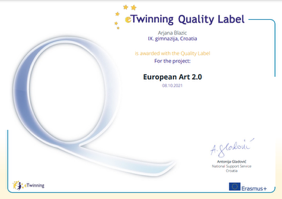 eTwinning Quality Label
Arjana Blazic
IX. gimnazija, Croatia
is awarded with the Quality Label
For the project:
European Art 2.0
09.10.2021
Antonija Gladović
National Support Service
Croatia
eTwinning
Erasmus+